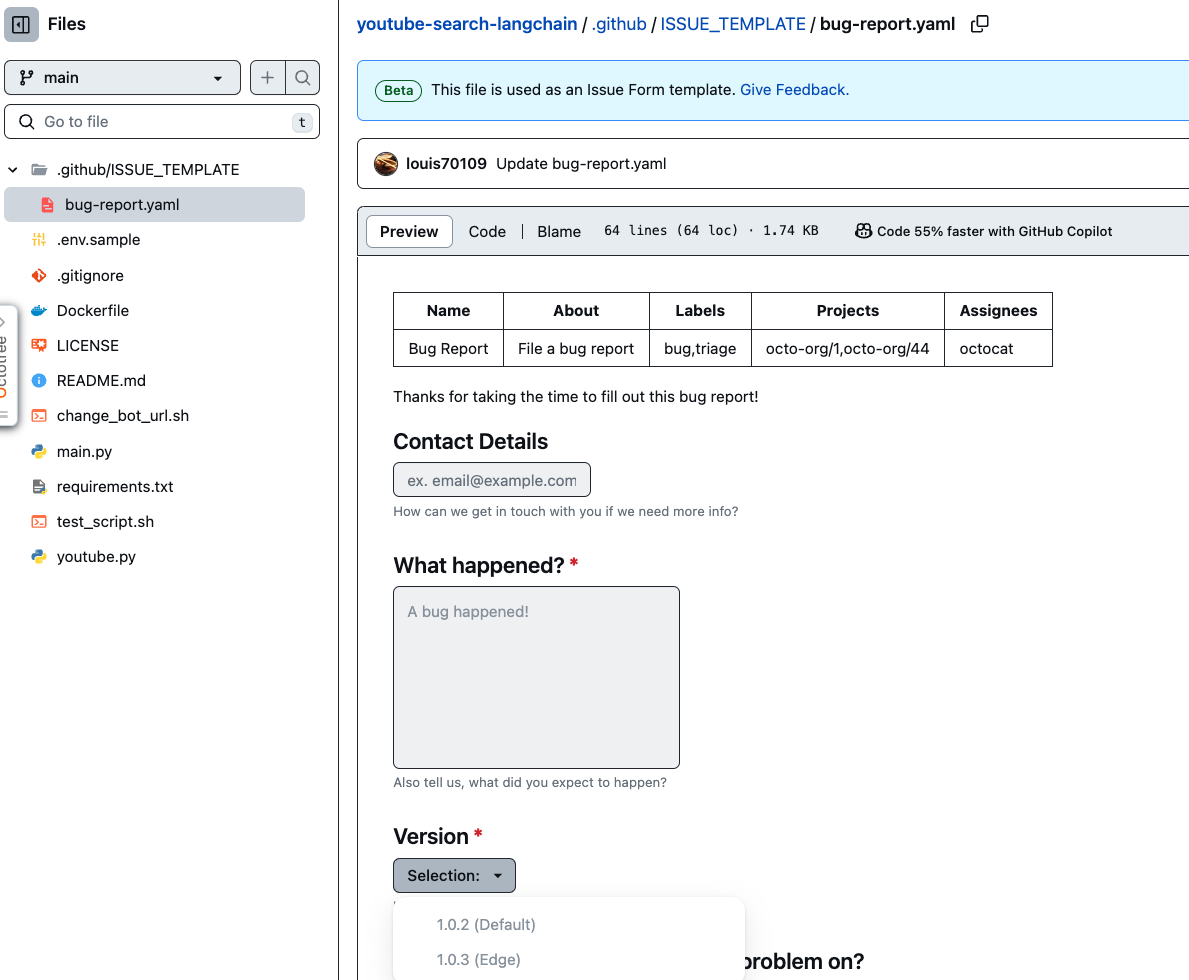 Files
main
Go to file
t
.github/ISSUE_TEMPLATE
bug-report.yaml
.env.sample
.gitignore
Dockerfile
LICENSE
README.md
change_bot_url.sh
main.py
requirements.txt
test_script.sh
youtube.py
Octotree
youtube-search-langchain / .github / ISSUE_TEMPLATE / bug-report.yaml
Beta This file is used as an Issue Form template. Give Feedback.
louis70109 Update bug-report.yaml
Preview Code Blame 64 lines (64 loc) · 1.74 KB Code 55% faster with GitHub Copilot
Name About Labels Projects Assignees
Bug Report File a bug report bug,triage octo-org/1,octo-org/44 octocat
Thanks for taking the time to fill out this bug report!
Contact Details
ex. email@example.com
How can we get in touch with you if we need more info?
What happened? *
A bug happened!
Also tell us, what did you expect to happen?
Version *
Selection:
1.0.2 (Default)
1.0.3 (Edge)
problem on?